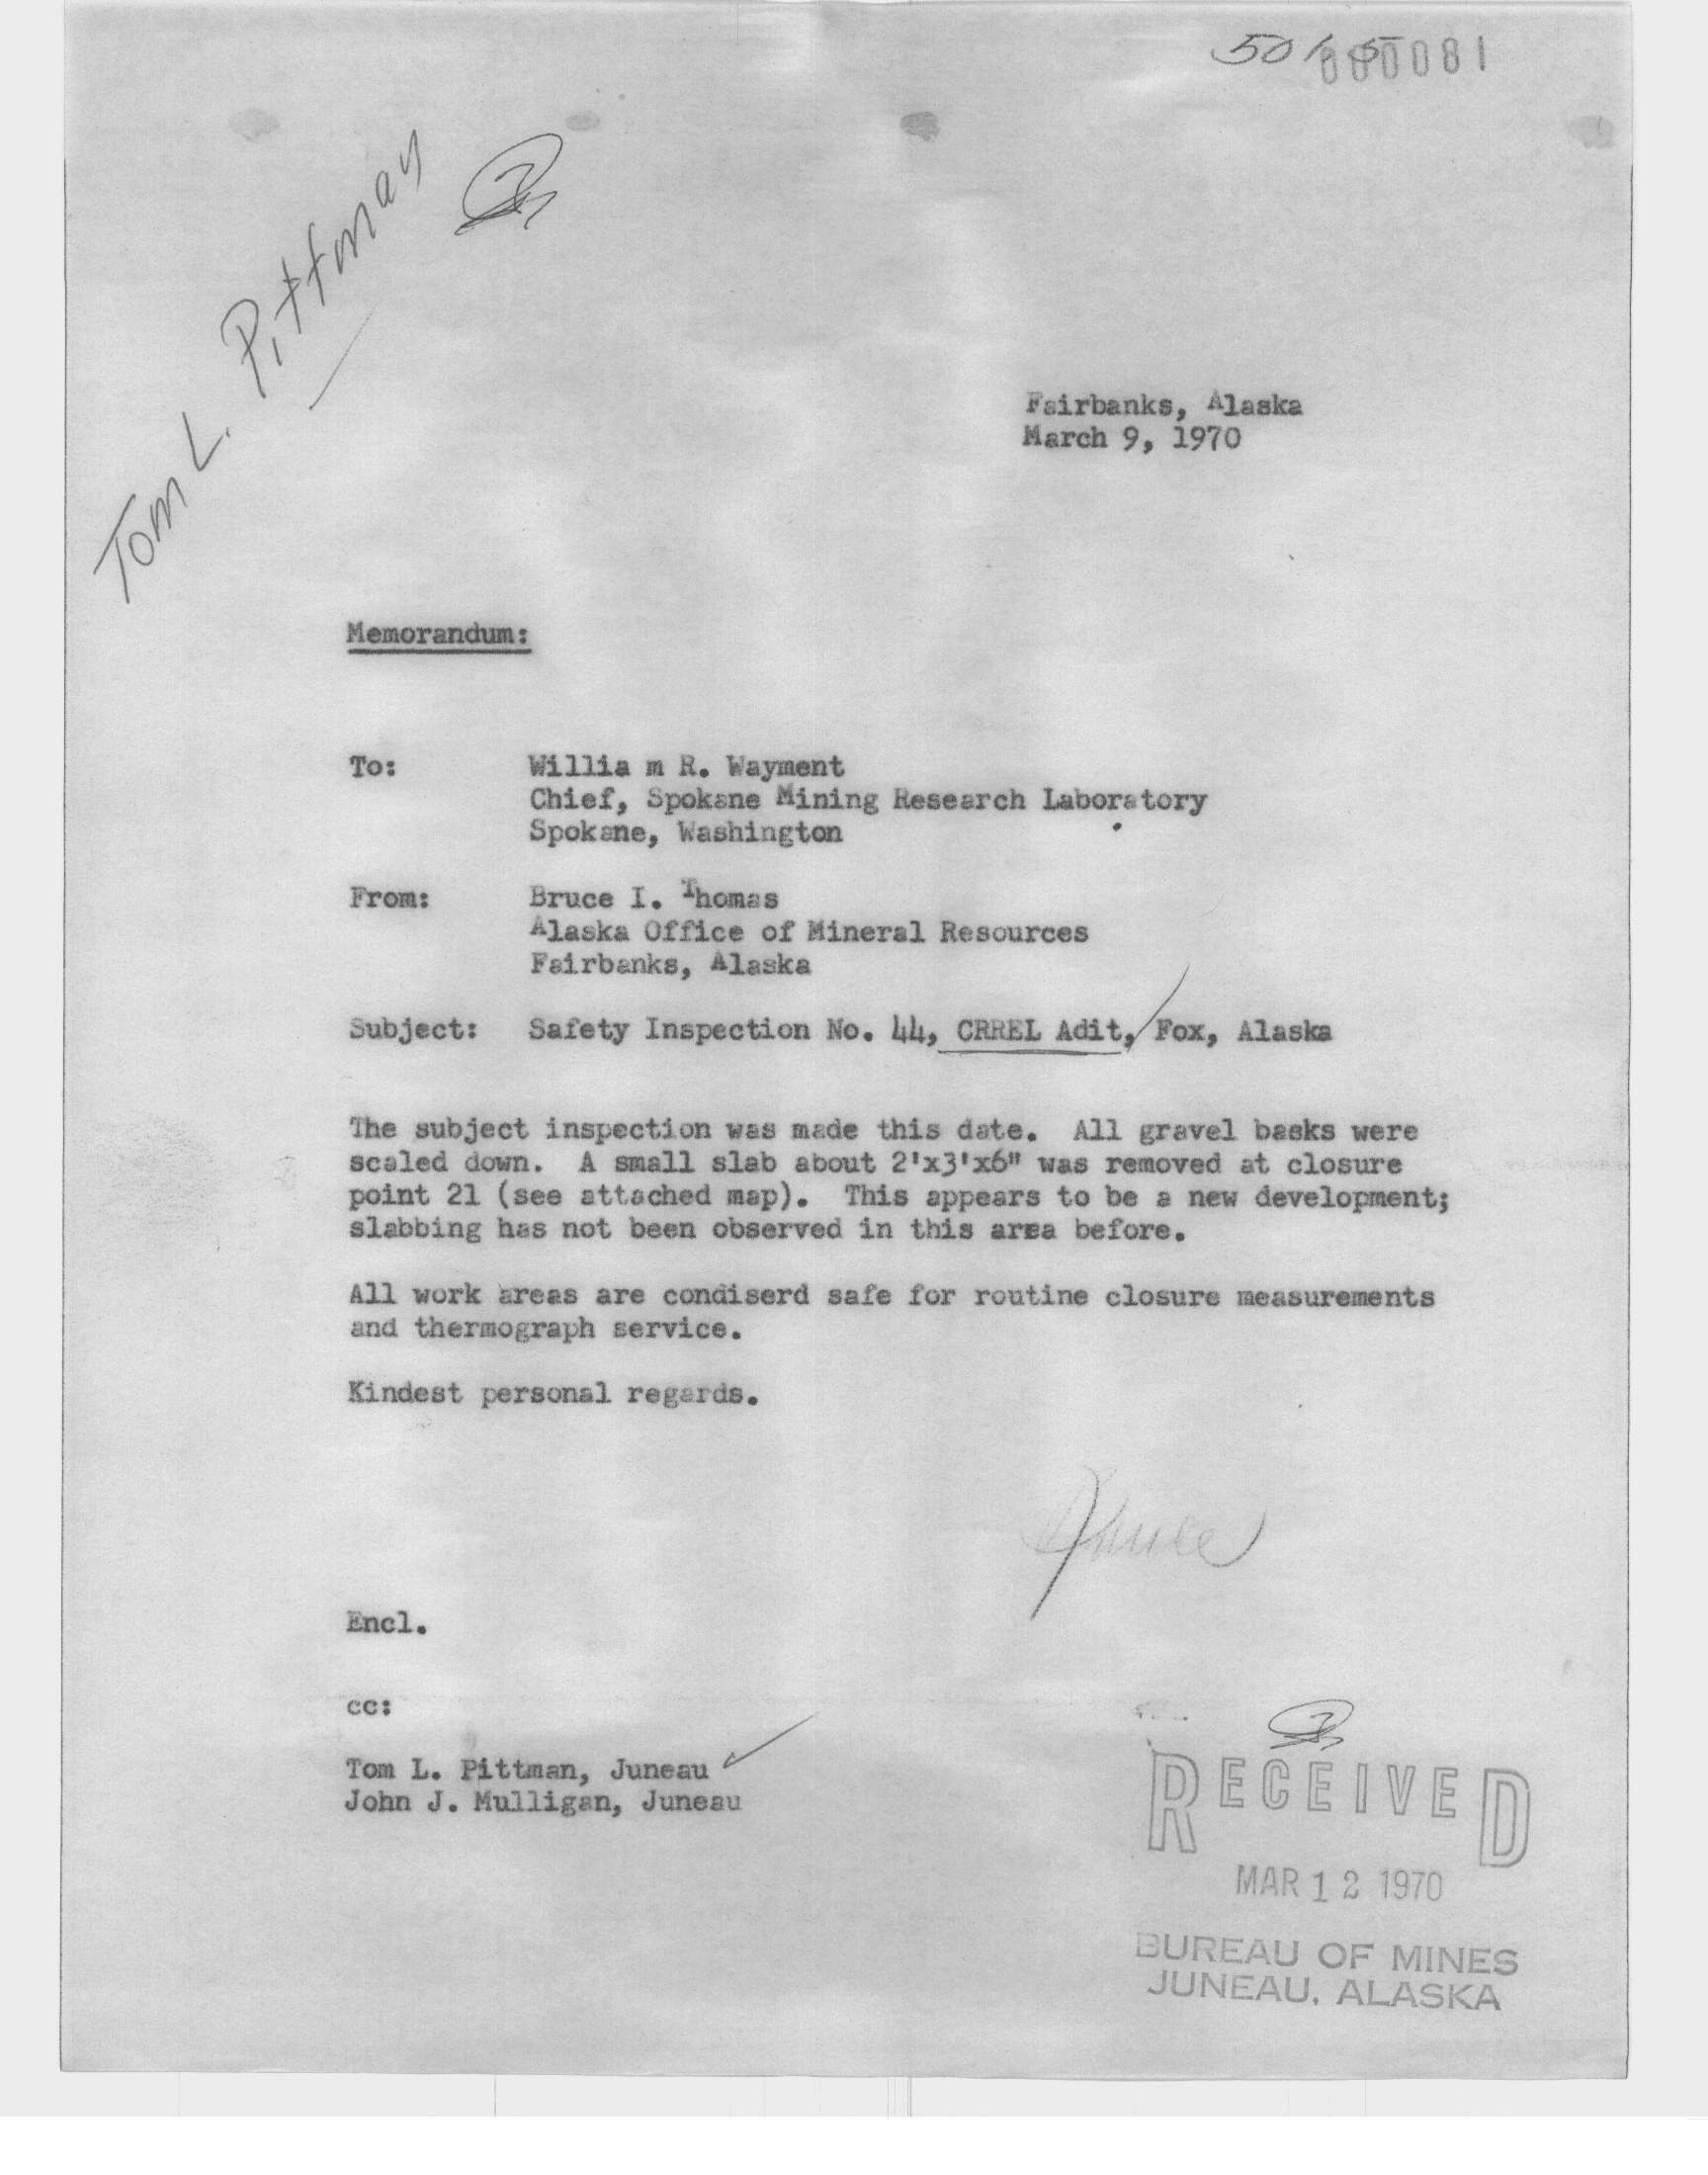 000081
Tom L. Pittman
Fairbanks, Alaska
March 9, 1970
Memorandum:
To: Willia m R. Wayment
Chief, Spokane Mining Research Laboratory
Spokane, Washington
From: Bruce I. Thomas
Alaska Office of Mineral Resources
Fairbanks, Alaska
Subject: Safety Inspection No. 44, CRREL Adit, Fox, Alaska
The subject inspection was made this date. All gravel basks were
scaled down. A small slab about 2'x3'x6" was removed at closure
point 21 (see attached map). This appears to be a new development;
slabbing has not been observed in this area before.
All work areas are condiserd safe for routine closure measurements
and thermograph service.
Kindest personal regards.
Bruce
Encl.
cc:
Tom L. Pittman, Juneau
John J. Mulligan, Juneau
RECEIVED
MAR 12 1970
BUREAU OF MINES
JUNEAU, ALASKA